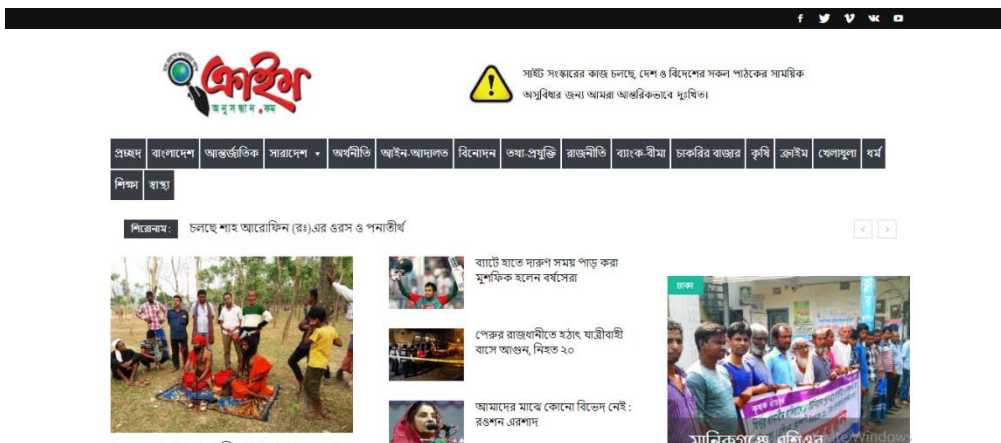 ক্রাইম
অনুসন্ধান.কম
সাইট সংস্কারের কাজ চলছে, দেশ ও বিদেশের সকল পাঠকের সাময়িক
অসুবিধার জন্য আমরা আন্তরিকভাবে দুঃখিত।
প্রচ্ছদ বাংলাদেশ আন্তর্জাতিক সারাদেশ অর্থনীতি আইন-আদালত বিনোদন তথ্য-প্রযুক্তি রাজনীতি ব্যাংক-বীমা চাকরির বাজার কৃষি ক্রাইম খেলাধুলা ধর্ম
শিক্ষা স্বাস্থ্য
শিরোনাম: চলছে শাহ আরোফিন (রঃ)এর ওরস ও পনাতীর্থ
ব্যাটে হাতে দারুণ সময় পাড় করা
মুশফিক হলেন বর্ষসেরা
পেরুর রাজধানীতে হঠাৎ যাত্রীবাহী
বাসে আগুন, নিহত ২০
আমাদের মাঝে কোনো বিভেদ নেই :
রওশন এরশাদ
ঢাকা
মানিকগঞ্জে